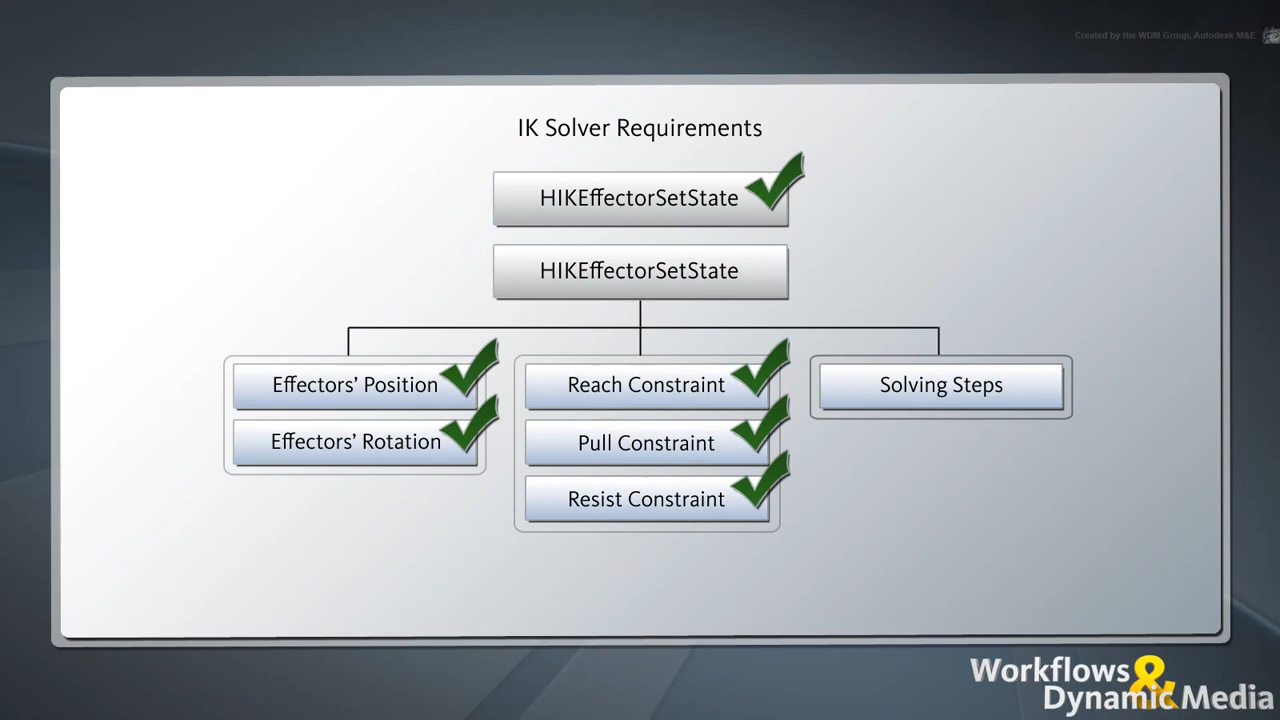 Created by the WDM Group, Autodesk M&E
IK Solver Requirements
HIKEffectorSetState
HIKEffectorSetState
Effectors' Position
Effectors' Rotation
Reach Constraint
Pull Constraint
Resist Constraint
Solving Steps
Workflows &
Dynamic Media